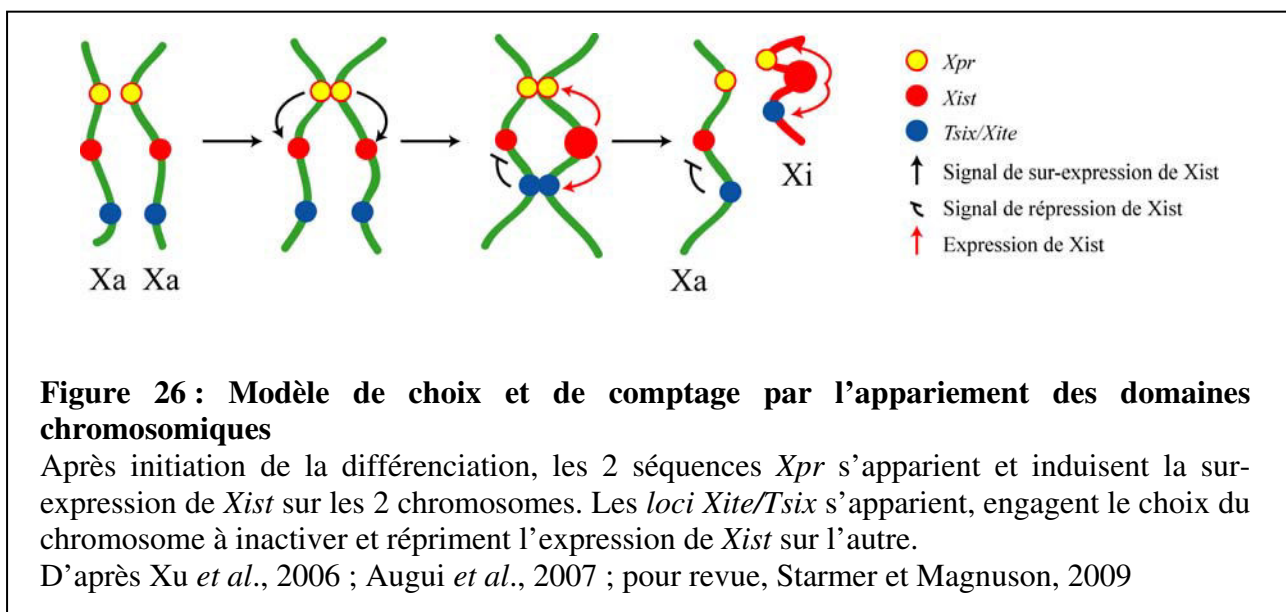 Xpr
Xist
Tsix/Xite
Signal de sur-expression de Xist
Signal de répression de Xist
Expression de Xist
Xi
Xa Xa
Xa
Figure 26 : Modèle de choix et de comptage par l’appariement des domaines
chromosomiques
Après initiation de la différenciation, les 2 séquences Xpr s’apparient et induisent la sur-
expression de Xist sur les 2 chromosomes. Les loci Xite/Tsix s’apparient, engagent le choix du
chromosome à inactiver et répriment l’expression de Xist sur l’autre.
D’après Xu et al., 2006 ; Augui et al., 2007 ; pour revue, Starmer et Magnuson, 2009